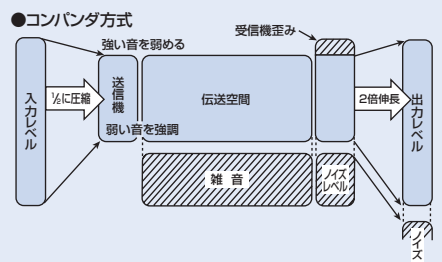 ●コンパンダ方式
強い音を弱める
受信機歪み
入力レベル
½に圧縮
送信機
伝送空間
2倍伸長
出力レベル
弱い音を強調
雑 音
ノイズ
レベル
ノイズ